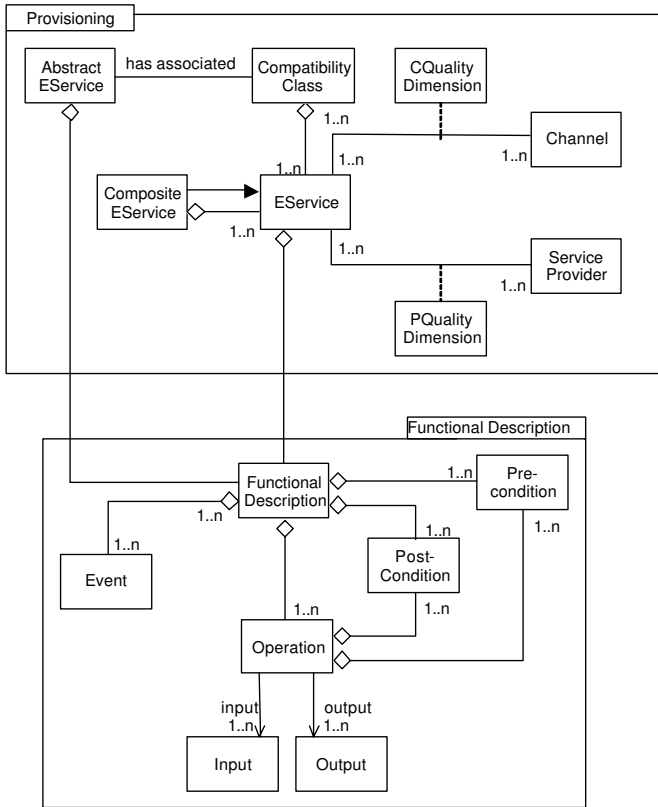 Provisioning
Abstract
EService
has associated
Compatibility
Class
CQuality
Dimension
Channel
1..n
1..n
1..n
1..n
Composite
EService
EService
1..n
1..n
Service
Provider
1..n
PQuality
Dimension
Functional Description
Functional
Description
1..n
Pre-
condition
1..n
1..n
1..n
Event
1..n
Post-
Condition
1..n
1..n
Operation
input
1..n
output
1..n
Input
Output